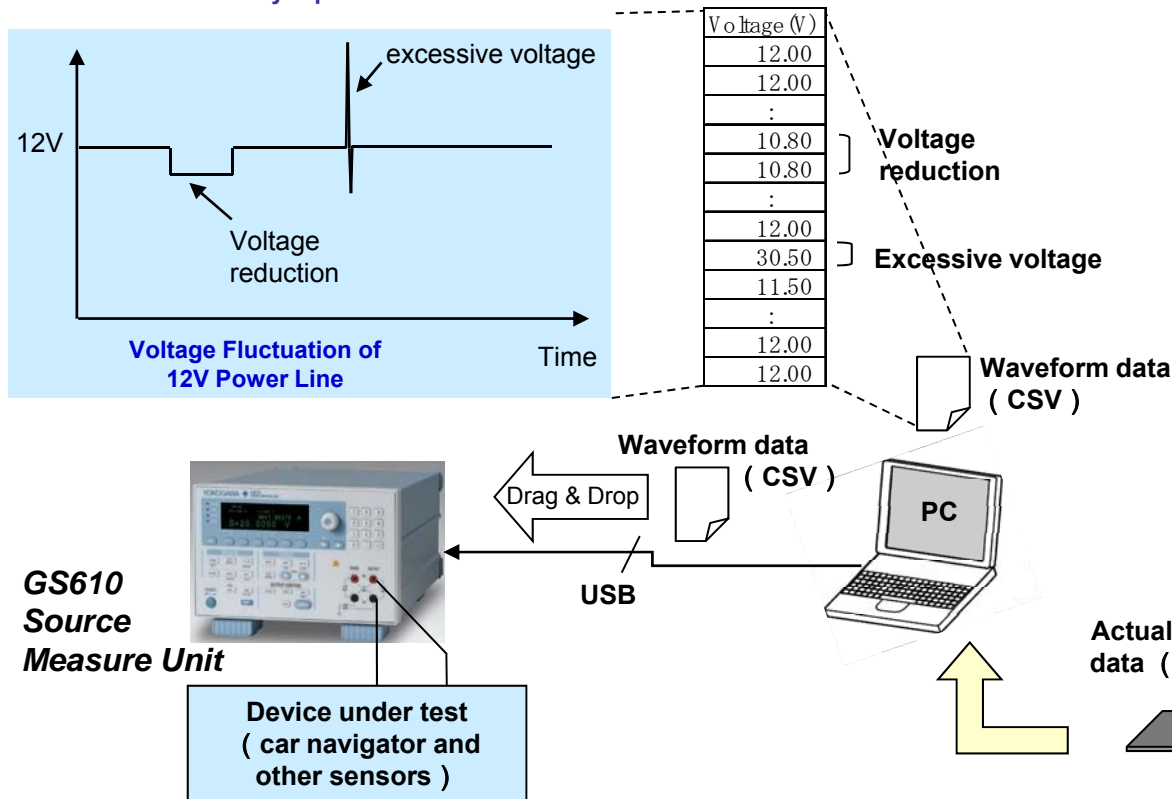 excessive voltage
12V
Voltage
reduction
Voltage Fluctuation of
12V Power Line
Time
Voltage(V)
12.00
12.00
:
10.80
10.80
:
12.00
30.50
11.50
:
12.00
12.00
Voltage
reduction
Excessive voltage
Waveform data
( CSV )
Waveform data
( CSV )
Drag & Drop
PC
USB
YOKOGAWA
GS610
Source
Measure Unit
Device under test
( car navigator and
other sensors )
Actual
data (